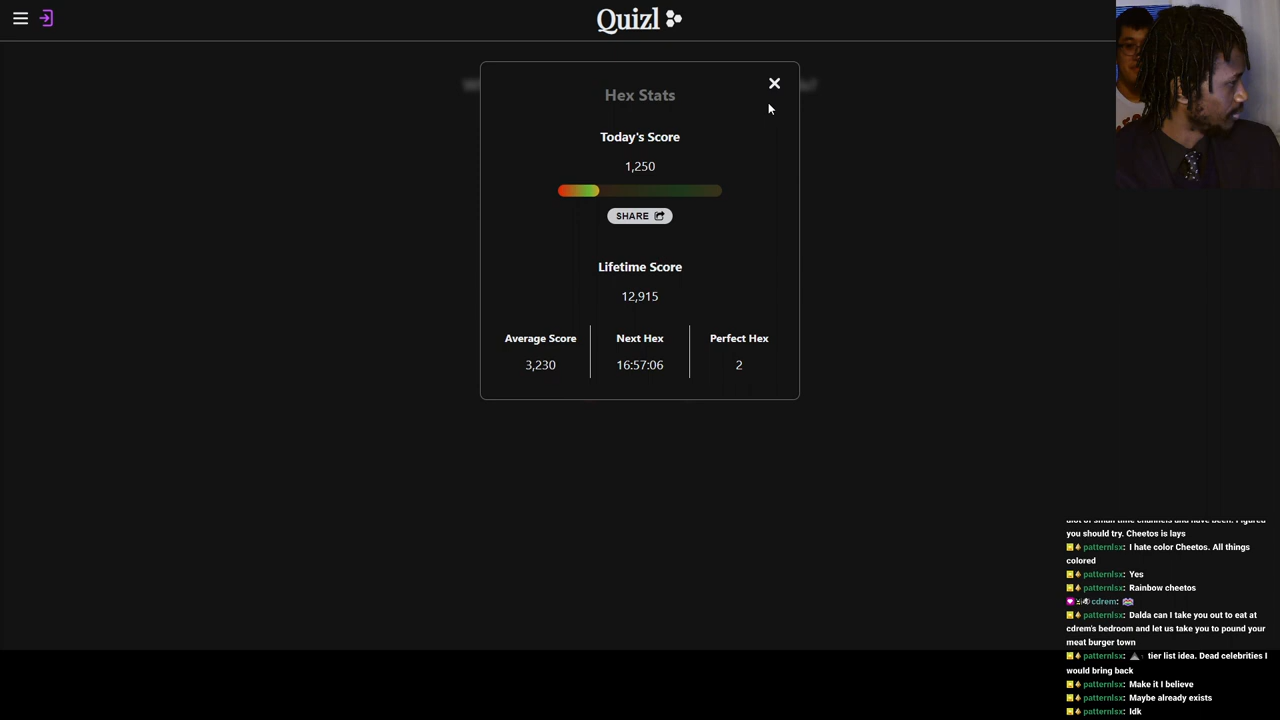 Quizl
Hex Stats
Today's Score
1,250
SHARE
Lifetime Score
12,915
Average Score
Next Hex
Perfect Hex
3,230
16:57:06
2
you should try. Cheetos is lays
patternlsx: I hate color Cheetos. All things
colored
patternlsx: Yes
patternlsx: Rainbow cheetos
cdrem:
patternlsx: Dalda can I take you out to eat at
cdrem's bedroom and let us take you to pound your
meat burger town
patternlsx: tier list idea. Dead celebrities I
would bring back
patternlsx: Make it I believe
patternlsx: Maybe already exists
patternlsx: Idk